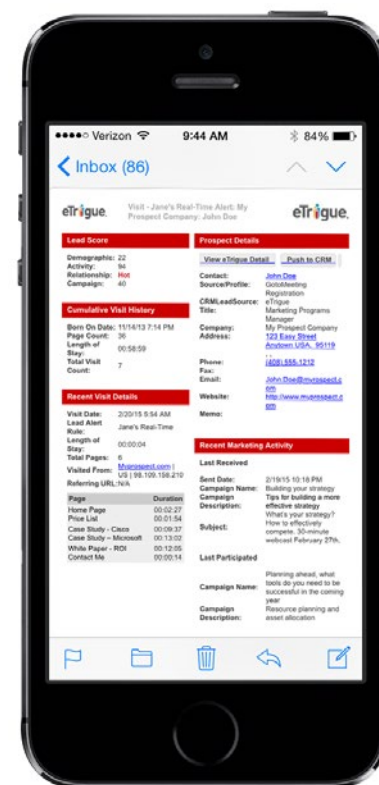 Verizon 9:44 AM 84%
Inbox (86)
eTrigue
Visit - Jane's Real-Time Alert: My
Prospect Company: John Doe
eTrigue
Lead Score
Demographic: 22
Activity: 94
Relationship: Hot
Campaign: 40
Cumulative Visit History
Born On Date: 11/14/13 7:14 PM
Page Count: 36
Length of
Stay: 00:58:59
Total Visit
Count: 7
Recent Visit Details
Visit Date: 2/20/15 5:54 AM
Lead Alert
Rule: Jane's Real-Time
Length of
Stay: 00:00:04
Total Pages: 6
Visited From: Myprospect.com |
US | 98.109.158.210
Referring URL: N/A
Page Duration
Home Page 00:02:27
Price List 00:01:54
Case Study - Cisco 00:09:37
Case Study – Microsoft 00:13:02
White Paper - ROI 00:12:05
Contact Me 00:00:14
Prospect Details
View eTrigue Detail Push to CRM
Contact: John Doe
Source/Profile: GotoMeeting
Registration
CRMLeadSource: eTrigue
Title: Marketing Programs
Manager
Company: My Prospect Company
Address: 123 Easy Street
Anytown USA, 95119
, ,
Phone: (408) 555-1212
Fax:
Email: John.Doe@myprospect.c
om
Website: http://www.myprospect.c
om
Memo:
Recent Marketing Activity
Last Received
Sent Date: 2/19/15 10:18 PM
Campaign Name: Building your strategy
Campaign Tips for building a more
Description: effective strategy
What's your strategy?
Subject: How to effectively
compete, 30-minute
webcast February 27th.
Last Participated
Planning ahead, what
Campaign Name: tools do you need to be
successful in the coming
year
Campaign Resource planning and
Description: asset allocation